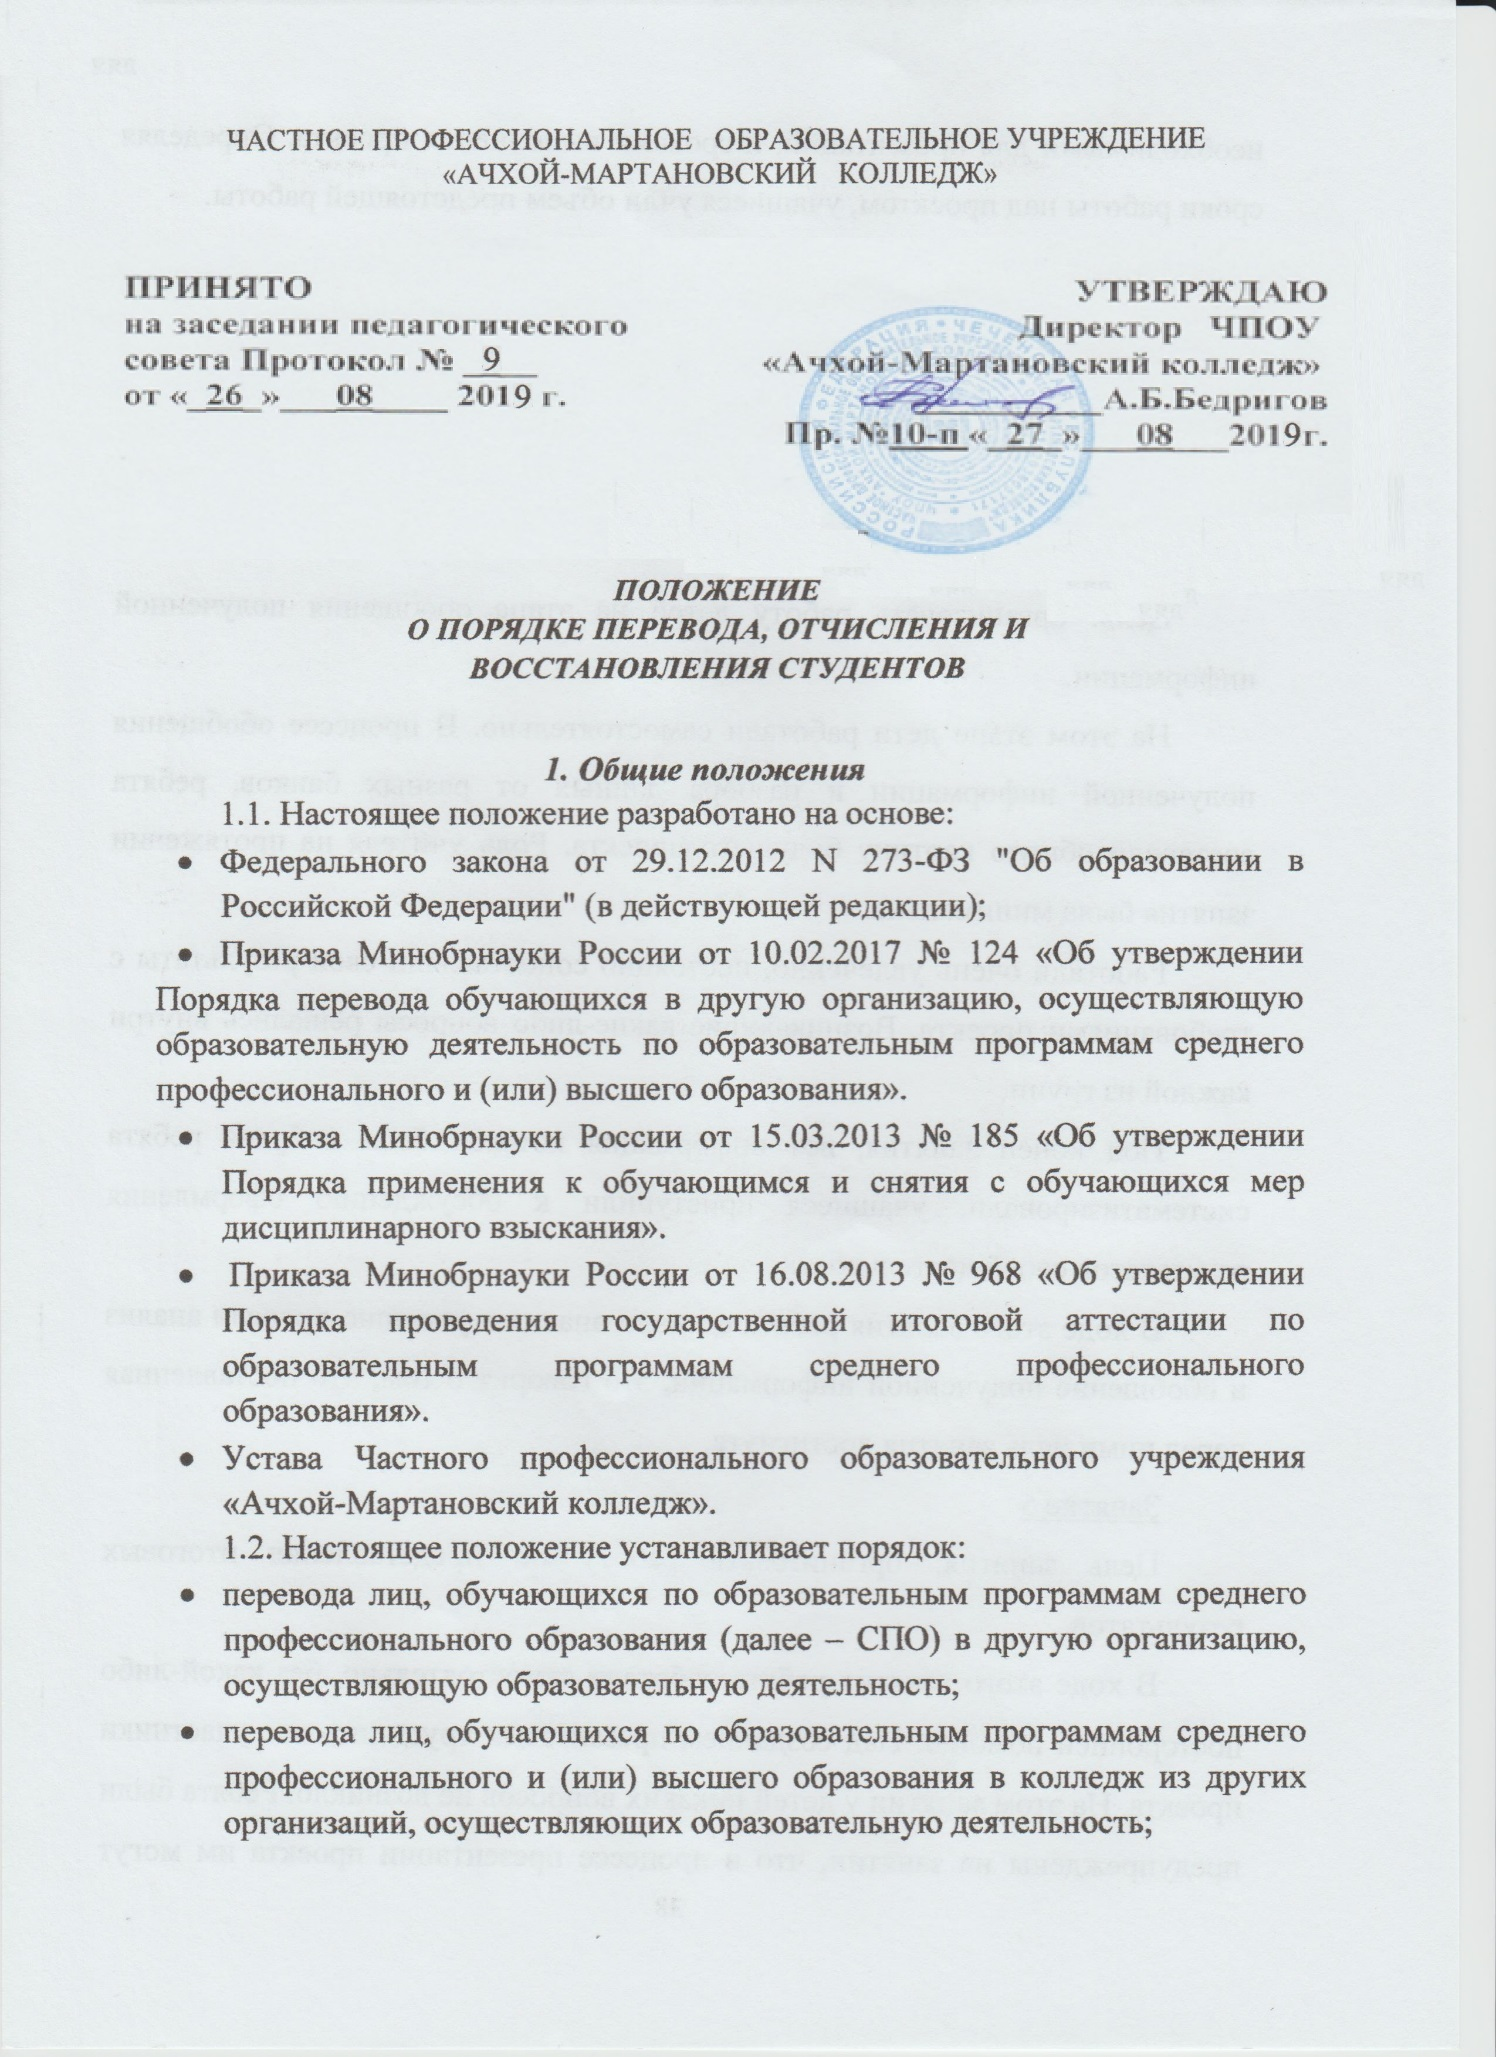 ЧАСТНОЕ ПРОФЕССИОНАЛЬНОЕ ОБРАЗОВАТЕЛЬНОЕ УЧРЕЖДЕНИЕ
«АЧХОЙ-МАРТАНОВСКИЙ КОЛЛЕДЖ»
ПРИНЯТО
на заседании педагогического
совета Протокол № 9
от «_26_»___08_____ 2019 г.
УТВЕРЖДАЮ
Директор ЧПОУ
«Ачхой-Мартановский колледж»
__________А.Б.Бедригов
Пр. №10-п «_27_»___08___2019г.
РОССИЙСКАЯ ФЕДЕРАЦИЯ * ЧЕЧЕНСКАЯ РЕСПУБЛИКА
ПОЛОЖЕНИЕ
О ПОРЯДКЕ ПЕРЕВОДА, ОТЧИСЛЕНИЯ И
ВОССТАНОВЛЕНИЯ СТУДЕНТОВ
1. Общие положения
1.1. Настоящее положение разработано на основе:
• Федерального закона от 29.12.2012 N 273-ФЗ "Об образовании в
Российской Федерации" (в действующей редакции);
• Приказа Минобрнауки России от 10.02.2017 № 124 «Об утверждении
Порядка перевода обучающихся в другую организацию, осуществляющую
образовательную деятельность по образовательным программам среднего
профессионального и (или) высшего образования».
• Приказа Минобрнауки России от 15.03.2013 № 185 «Об утверждении
Порядка применения к обучающимся и снятия с обучающихся мер
дисциплинарного взыскания».
• Приказа Минобрнауки России от 16.08.2013 № 968 «Об утверждении
Порядка проведения государственной итоговой аттестации по
образовательным программам среднего профессионального
образования».
• Устава Частного профессионального образовательного учреждения
«Ачхой-Мартановский колледж».
1.2. Настоящее положение устанавливает порядок:
• перевода лиц, обучающихся по образовательным программам среднего
профессионального образования (далее – СПО) в другую организацию,
осуществляющую образовательную деятельность;
• перевода лиц, обучающихся по образовательным программам среднего
профессионального и (или) высшего образования в колледж из других
организаций, осуществляющих образовательную деятельность;